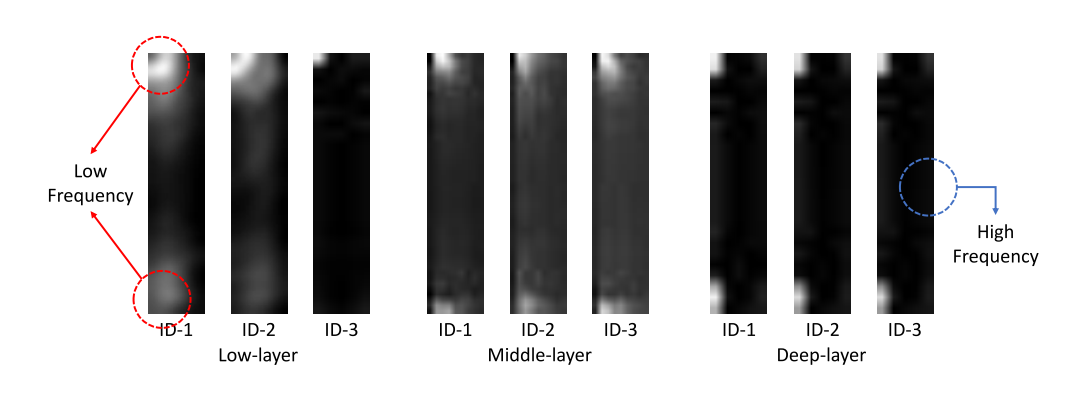 Low
Frequency
High
Frequency
ID-1
ID-2
ID-3
ID-1
ID-2
ID-3
ID-1
ID-2
ID-3
Low-layer
Middle-layer
Deep-layer